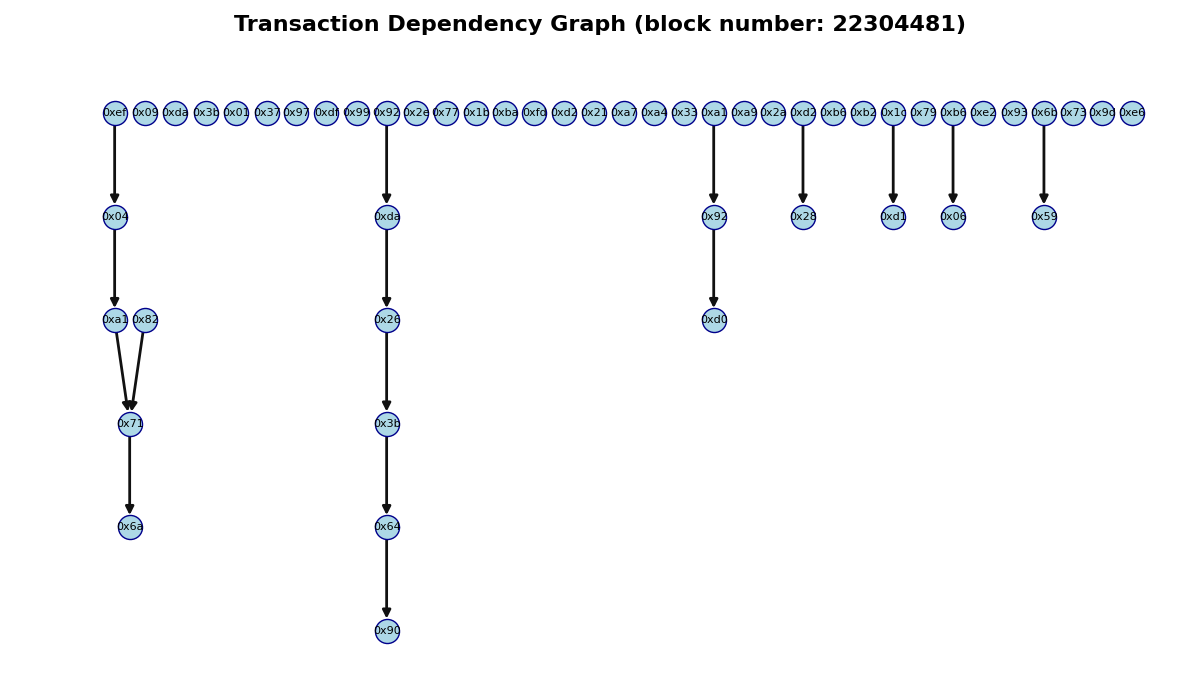 Transaction Dependency Graph (block number: 22304481)
0xef 0x09 0xda 0x3b 0x01 0x37 0x97 0xdf 0x99 0x92 0x2e 0x77 0x1b 0xba 0xfd 0xd2 0x21 0xa7 0xa4 0x33 0xa1 0xa9 0x2a 0xd2 0xb6 0xb2 0x1c 0x79 0xb6 0xe2 0x93 0x6b 0x73 0x9c 0xe6
0x04 0xda 0x92 0x28 0xd1 0x06 0x59
0xa1 0x82 0x26 0xd0
0x71 0x3b
0x6a 0x64
0x90